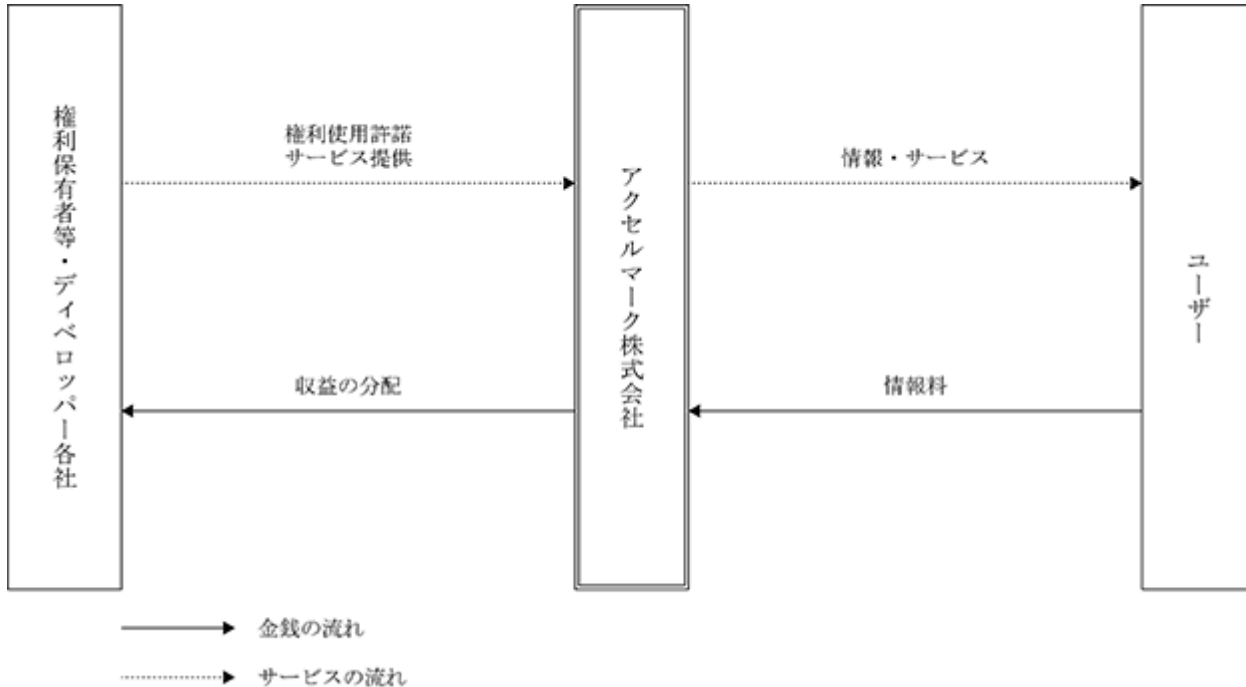 権利保有者等・ディベロッパー各社
権利使用許諾
サービス提供
収益の分配
アクセルマーク株式会社
情報・サービス
情報料
ユーザー
金銭の流れ
サービスの流れ